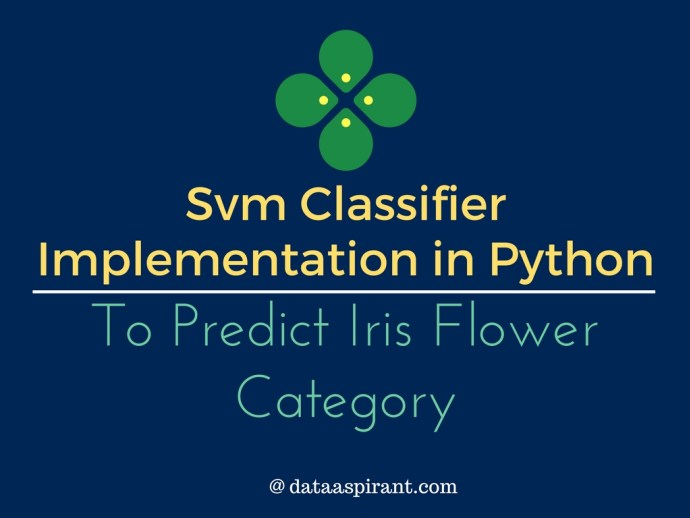 Svm Classifier
Implementation in Python
To Predict Iris Flower
Category
@ dataaspirant.com